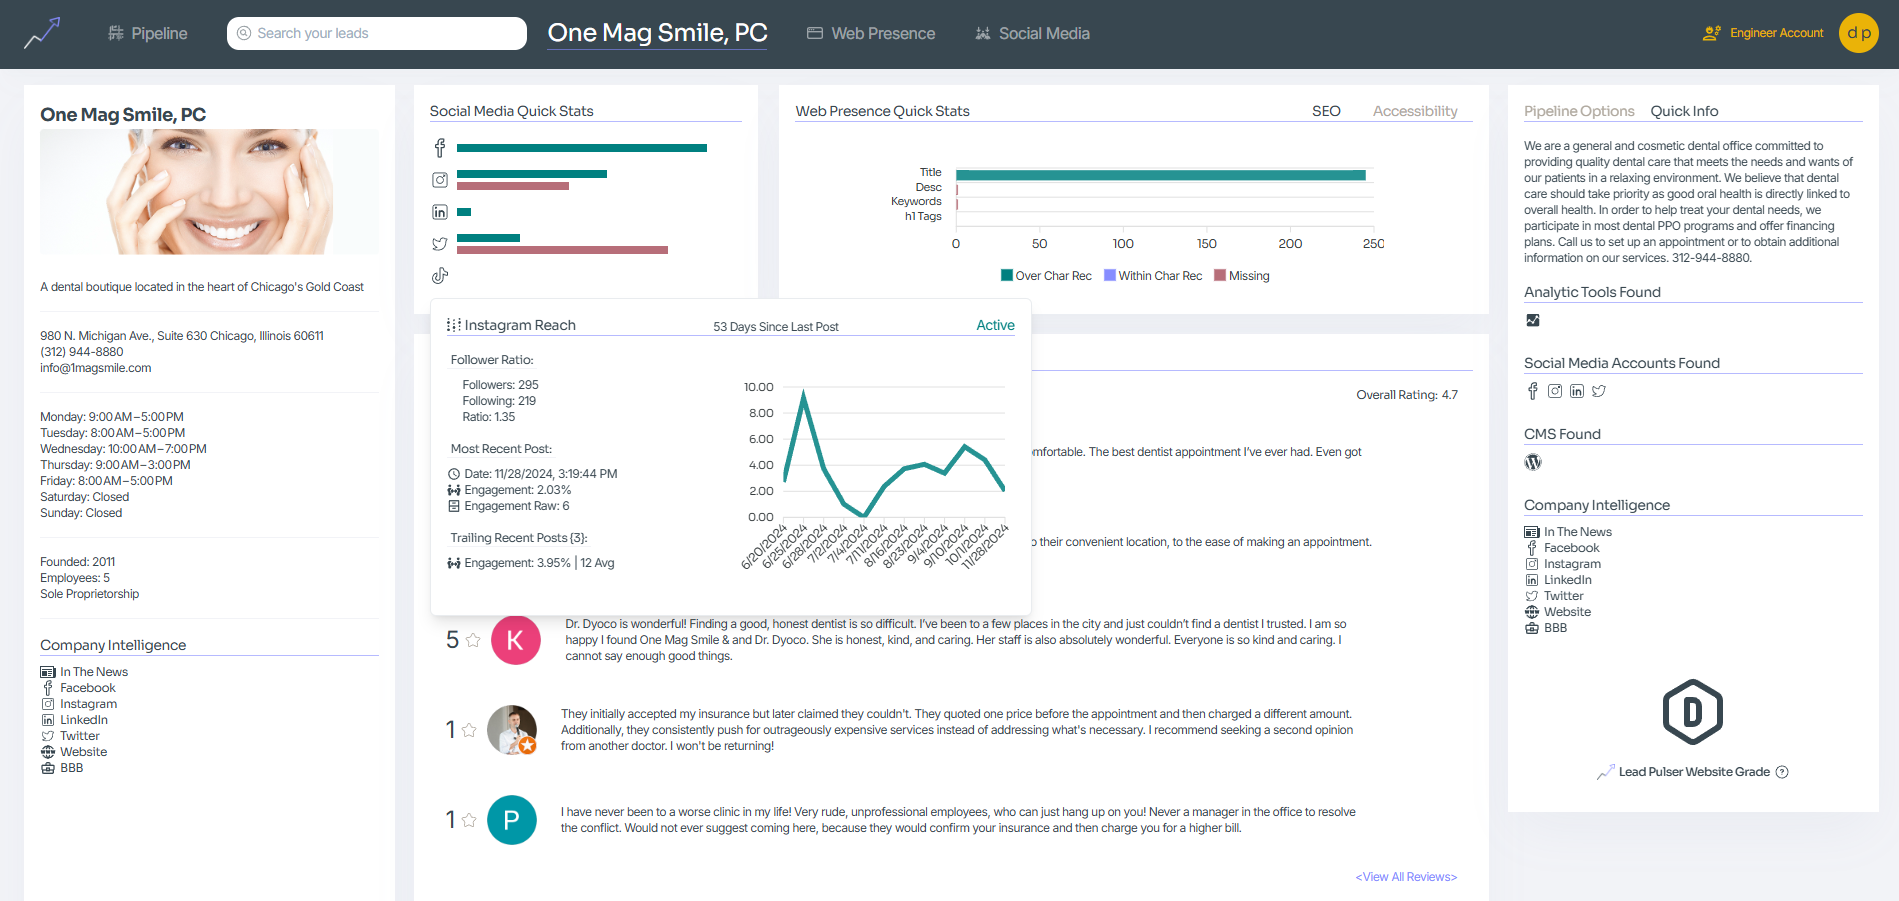 Pipeline
Search your leads
One Mag Smile, PC
Web Presence
Social Media
Engineer Account
d p
One Mag Smile, PC
A dental boutique located in the heart of Chicago's Gold Coast
980 N. Michigan Ave., Suite 630 Chicago, Illinois 60611
(312) 944-8880
info@1magsmile.com
Monday: 9:00 AM – 5:00 PM
Tuesday: 8:00 AM – 5:00 PM
Wednesday: 10:00 AM – 7:00 PM
Thursday: 9:00 AM – 3:00 PM
Friday: 8:00 AM – 5:00 PM
Saturday: Closed
Sunday: Closed
Founded: 2011
Employees: 5
Sole Proprietorship
Company Intelligence
In The News
Facebook
Instagram
LinkedIn
Twitter
Website
BBB
Social Media Quick Stats
Web Presence Quick Stats
SEO
Accessibility
Title
Desc
Keywords
h1 Tags
0 50 100 150 200 250
Over Char Rec Within Char Rec Missing
Instagram Reach
53 Days Since Last Post
Active
Follower Ratio:
Followers: 295
Following: 219
Ratio: 1.35
Most Recent Post:
Date: 11/28/2024, 3:19:44 PM
Engagement: 2.03%
Engagement Raw: 6
Trailing Recent Posts {3}:
Engagement: 3.95% | 12 Avg
10.00
8.00
6.00
4.00
2.00
0.00
6/20/2024
6/25/2024
6/28/2024
7/2/2024
7/4/2024
7/11/2024
8/16/2024
8/23/2024
9/4/2024
9/10/2024
10/1/2024
11/28/2024
Overall Rating: 4.7
mfortable. The best dentist appointment I've ever had. Even got
o their convenient location, to the ease of making an appointment.
5
K
Dr. Dyoco is wonderful! Finding a good, honest dentist is so difficult. I've been to a few places in the city and just couldn't find a dentist I trusted. I am so
happy I found One Mag Smile & and Dr. Dyoco. She is honest, kind, and caring. Her staff is also absolutely wonderful. Everyone is so kind and caring. I
cannot say enough good things.
1
They initially accepted my insurance but later claimed they couldn't. They quoted one price before the appointment and then charged a different amount.
Additionally, they consistently push for outrageously expensive services instead of addressing what's necessary. I recommend seeking a second opinion
from another doctor. I won't be returning!
1
P
I have never been to a worse clinic in my life! Very rude, unprofessional employees, who can just hang up on you! Never a manager in the office to resolve
the conflict. Would not ever suggest coming here, because they would confirm your insurance and then charge you for a higher bill.
<View All Reviews>
Pipeline Options
Quick Info
We are a general and cosmetic dental office committed to
providing quality dental care that meets the needs and wants of
our patients in a relaxing environment. We believe that dental
care should take priority as good oral health is directly linked to
overall health. In order to help treat your dental needs, we
participate in most dental PPO programs and offer financing
plans. Call us to set up an appointment or to obtain additional
information on our services. 312-944-8880.
Analytic Tools Found
Social Media Accounts Found
CMS Found
Company Intelligence
In The News
Facebook
Instagram
LinkedIn
Twitter
Website
BBB
D
Lead Pulser Website Grade